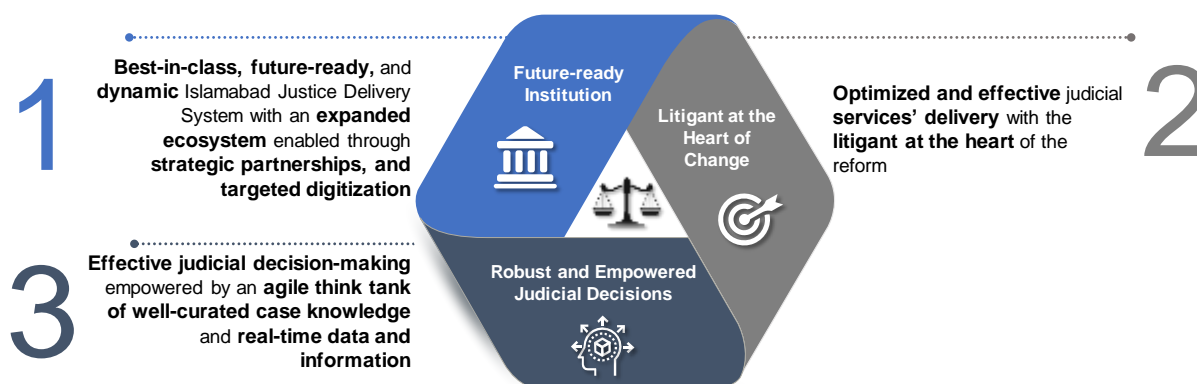 1
Best-in-class, future-ready, and
dynamic Islamabad Justice Delivery
System with an expanded
ecosystem enabled through
strategic partnerships, and
targeted digitization
Future-ready
Institution
Litigant at the
Heart of
Change
2
Optimized and effective judicial
services’ delivery with the
litigant at the heart of the
reform
3
Effective judicial decision-making
empowered by an agile think tank
of well-curated case knowledge
and real-time data and
information
Robust and Empowered
Judicial Decisions